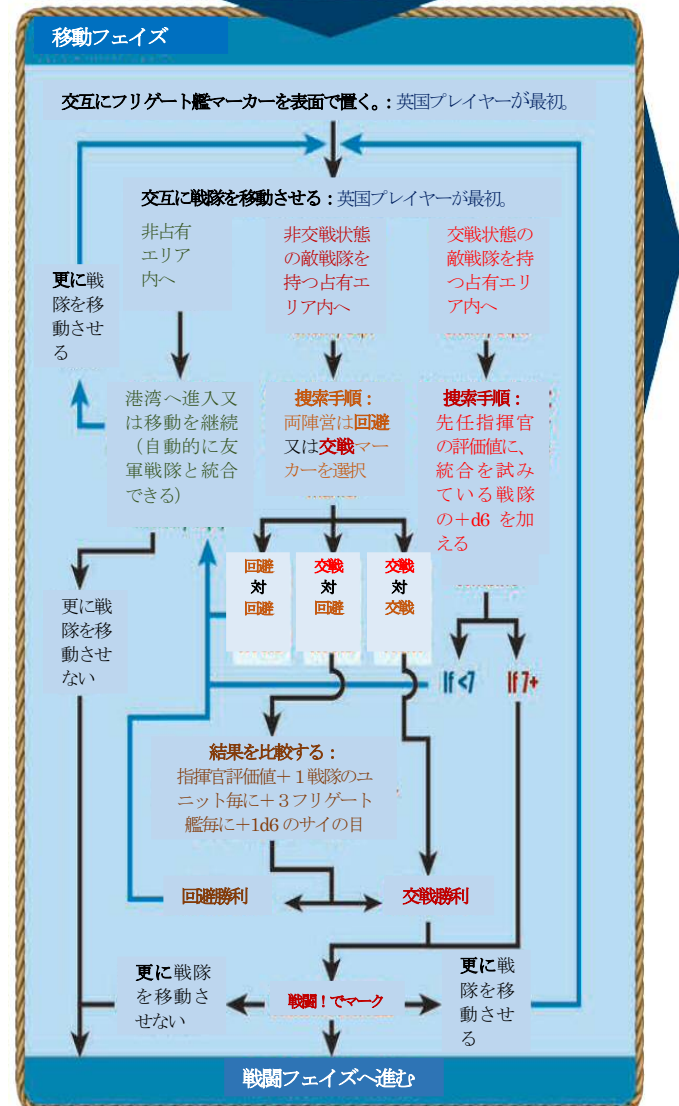 移動フェイズ
交互にフリゲート艦マーカーを表面で置く。：英国プレイヤーが最初。
交互に戦隊を移動させる：英国プレイヤーが最初。
非占有
エリア
内へ
非交戦状態
の敵戦隊を
持つ占有エ
リア内へ
交戦状態の
敵戦隊を持
つ占有エリ
ア内へ
更に戦
隊を移
動させ
る
港湾へ進入又
は移動を継続
（自動的に友
軍戦隊と統合
できる）
捜索手順：
両陣営は回避
又は交戦マー
カーを選択
捜索手順：
先任指揮官
の評価値に、
統合を試み
ている戦隊
の＋d6 を加
える
回避
対
回避
交戦
対
回避
交戦
対
交戦
更に戦
隊を移
動させ
ない
If <7
If 7+
結果を比較する：
指揮官評価値＋１戦隊のユ
ニット毎に＋３フリゲート
艦毎に＋1d6 のサイの目
回避勝利
交戦勝利
更に戦隊
を移動さ
せない
戦闘！でマーク
更に戦
隊を移
動させ
る
戦闘フェイズへ進む